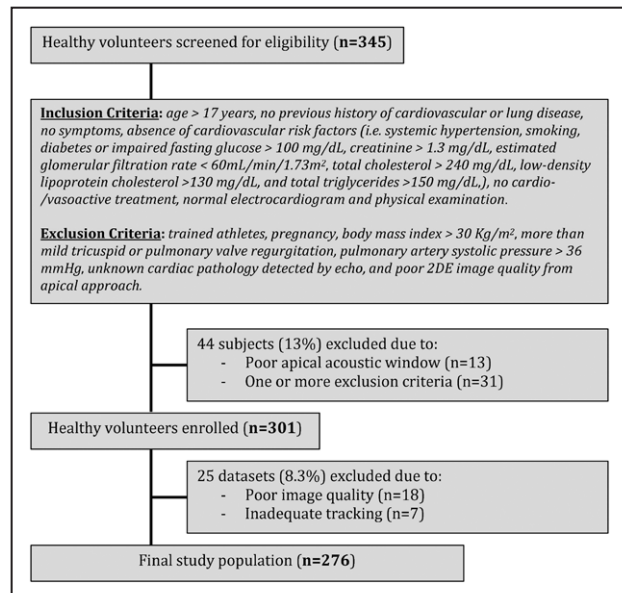 Healthy volunteers screened for eligibility (n=345)
Inclusion Criteria: age > 17 years, no previous history of cardiovascular or lung disease,
no symptoms, absence of cardiovascular risk factors (i.e. systemic hypertension, smoking,
diabetes or impaired fasting glucose > 100 mg/dL, creatinine > 1.3 mg/dL, estimated
glomerular filtration rate < 60mL/min/1.73m², total cholesterol > 240 mg/dL, low-density
lipoprotein cholesterol >130 mg/dL, and total triglycerides >150 mg/dL,), no cardio-
/vasoactive treatment, normal electrocardiogram and physical examination.
Exclusion Criteria: trained athletes, pregnancy, body mass index > 30 Kg/m², more than
mild tricuspid or pulmonary valve regurgitation, pulmonary artery systolic pressure > 36
mmHg, unknown cardiac pathology detected by echo, and poor 2DE image quality from
apical approach.
44 subjects (13%) excluded due to:
- Poor apical acoustic window (n=13)
- One or more exclusion criteria (n=31)
Healthy volunteers enrolled (n=301)
25 datasets (8.3%) excluded due to:
- Poor image quality (n=18)
- Inadequate tracking (n=7)
Final study population (n=276)